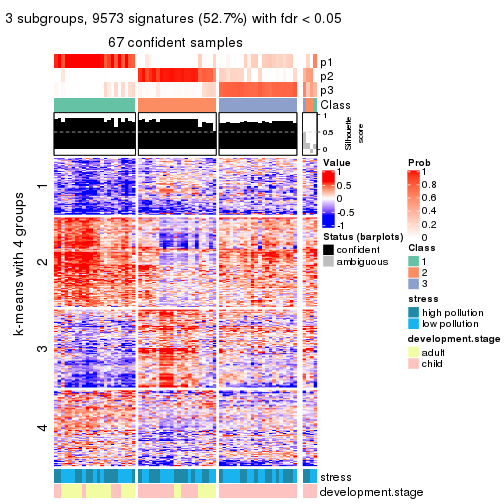 3 subgroups, 9573 signatures (52.7%) with fdr < 0.05
67 confident samples
p1
p2
p3
Class
1
0.5
0
Silhouette
score
k-means with 4 groups
1
2
3
4
stress
development.stage
Value
1
0.5
0
-0.5
-1
Status (barplots)
confident
ambiguous
Prob
1
0.8
0.6
0.4
0.2
0
Class
1
2
3
stress
high pollution
low pollution
development.stage
adult
child